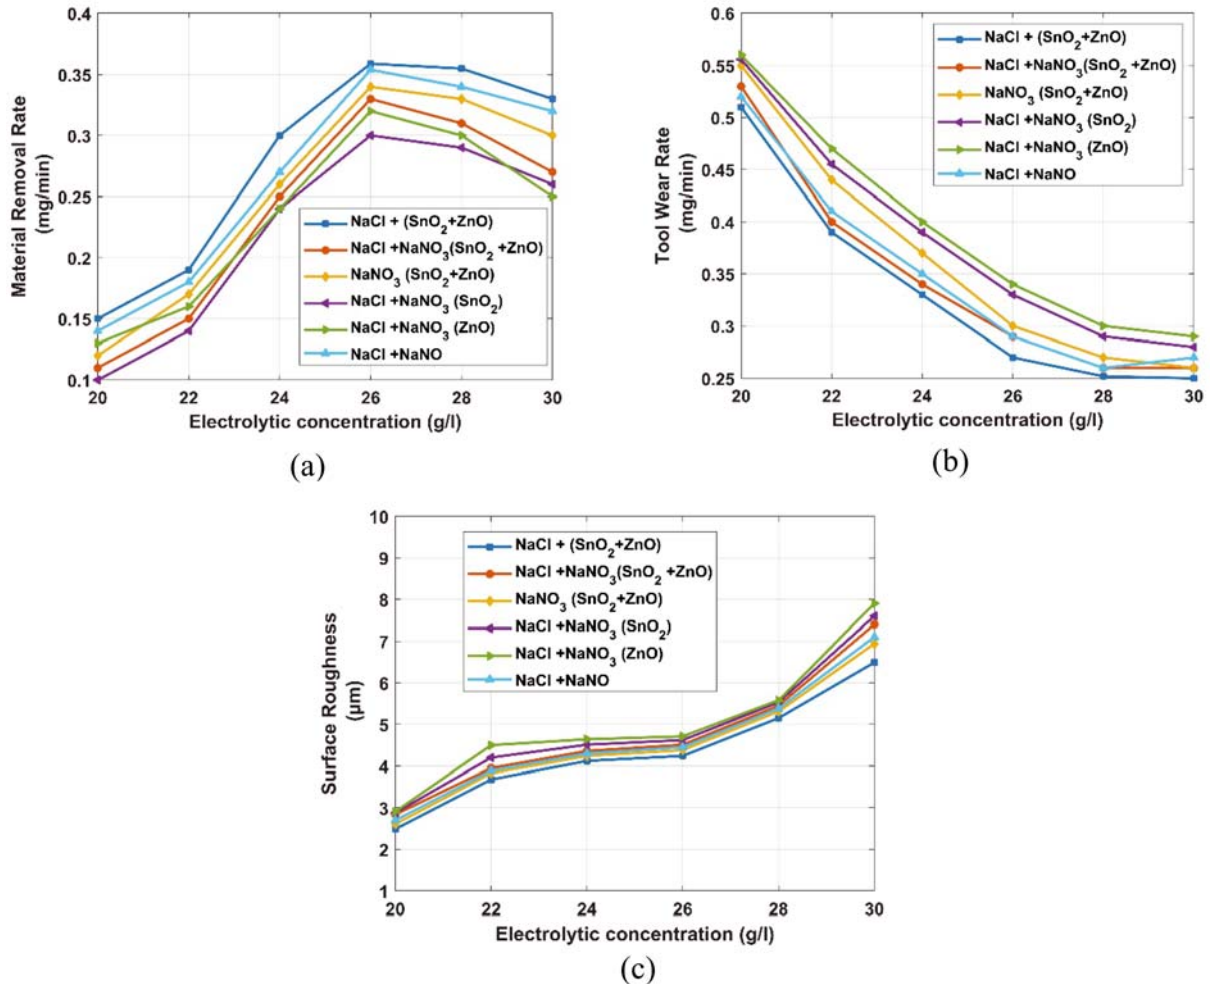 0.4
0.35
0.3
0.25
0.2
0.15
0.1
Material Removal Rate
(mg/min)
NaCl + (SnO₂+ZnO)
NaCl +NaNO₃(SnO₂ +ZnO)
NaNO₃ (SnO₂+ZnO)
NaCl +NaNO₃ (SnO₂)
NaCl +NaNO₃ (ZnO)
NaCl +NaNO
20 22 24 26 28 30
Electrolytic concentration (g/l)
(a)
0.6
0.55
0.5
0.45
0.4
0.35
0.3
0.25
Tool Wear Rate
(mg/min)
NaCl + (SnO₂+ZnO)
NaCl +NaNO₃(SnO₂ +ZnO)
NaNO₃ (SnO₂+ZnO)
NaCl +NaNO₃ (SnO₂)
NaCl +NaNO₃ (ZnO)
NaCl +NaNO
20 22 24 26 28 30
Electrolytic concentration (g/l)
(b)
10
9
8
7
6
5
4
3
2
1
Surface Roughness
(µm)
NaCl + (SnO₂+ZnO)
NaCl +NaNO₃(SnO₂ +ZnO)
NaNO₃ (SnO₂+ZnO)
NaCl +NaNO₃ (SnO₂)
NaCl +NaNO₃ (ZnO)
NaCl +NaNO
20 22 24 26 28 30
Electrolytic concentration (g/l)
(c)